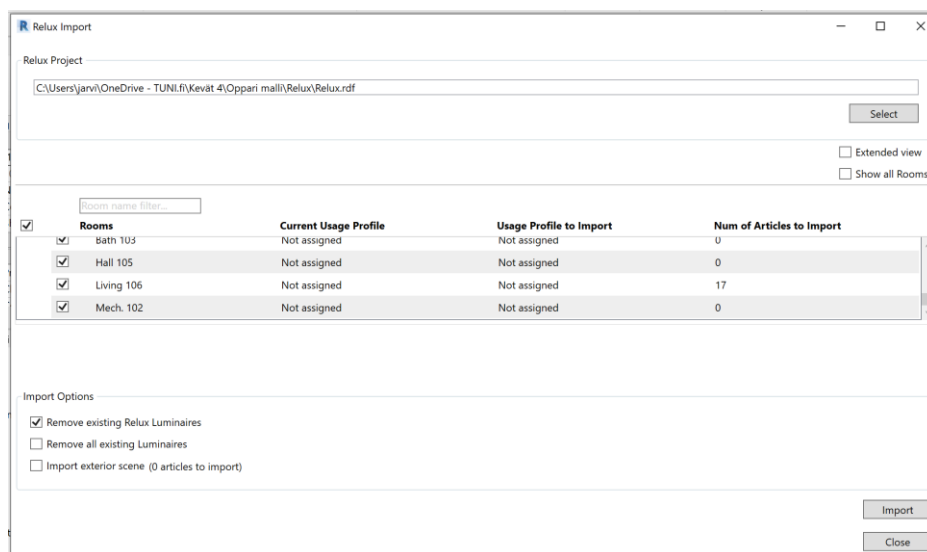 Relux Import
Relux Project
C:\Users\jarvi\OneDrive - TUNI.fi\Kevät 4\Oppari malli\Relux\Relux.rdf
Select
Extended view
Show all Rooms
Room name filter...
Rooms Current Usage Profile Usage Profile to Import Num of Articles to Import
Bath 103 Not assigned Not assigned 0
Hall 105 Not assigned Not assigned 0
Living 106 Not assigned Not assigned 17
Mech. 102 Not assigned Not assigned 0
Import Options
Remove existing Relux Luminaires
Remove all existing Luminaires
Import exterior scene (0 articles to import)
Import
Close